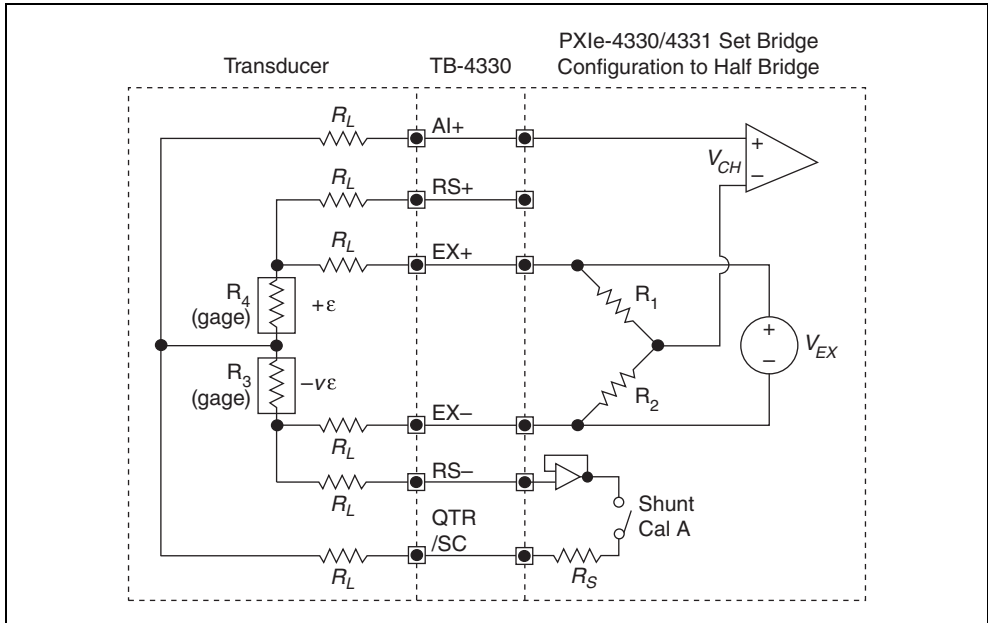 Transducer
TB-4330
PXIe-4330/4331 Set Bridge
Configuration to Half Bridge
R_L
AI+
+
V_CH
–
R_L
RS+
R_L
EX+
R_1
R_4
(gage)
+ε
+
–
V_EX
R_3
(gage)
–νε
R_2
EX–
R_L
RS–
R_L
Shunt
Cal A
QTR
/SC
R_L
R_S